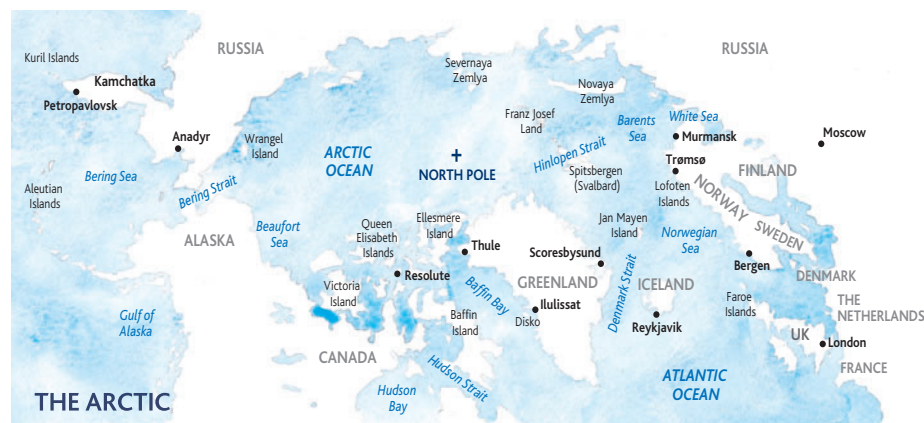 RUSSIA
RUSSIA
Kuril Islands
Kamchatka
Petropavlovsk
Severnaya
Zemlya
Novaya
Zemlya
Franz Josef
Land
Barents
Sea
White Sea
Murmansk
Moscow
Anadyr
Wrangel
Island
ARCTIC
OCEAN
NORTH POLE
Hinlopen Strait
Spitsbergen
(Svalbard)
Trømsø
Lofoten
Islands
FINLAND
NORWAY
SWEDEN
Bering Sea
Bering Strait
Aleutian
Islands
ALASKA
Beaufort
Sea
Queen
Elisabeth
Islands
Ellesmere
Island
Thule
Jan Mayen
Island
Norwegian
Sea
Scoresbysund
Bergen
DENMARK
Resolute
GREENLAND
ICELAND
Denmark Strait
Victoria
Island
Baffin Bay
Ilulissat
Disko
Faroe
Islands
THE
NETHERLANDS
Gulf of
Alaska
Baffin
Island
Reykjavik
UK
London
CANADA
Hudson Strait
FRANCE
Hudson
Bay
ATLANTIC
OCEAN
THE ARCTIC